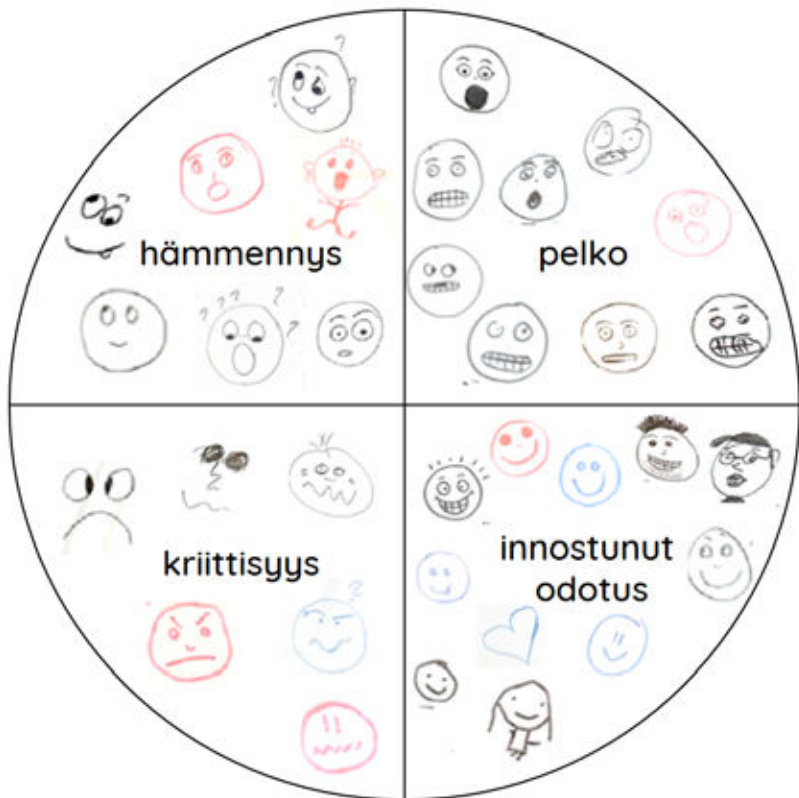 hämmennys
pelko
kriittisyys
innostunut
odotus